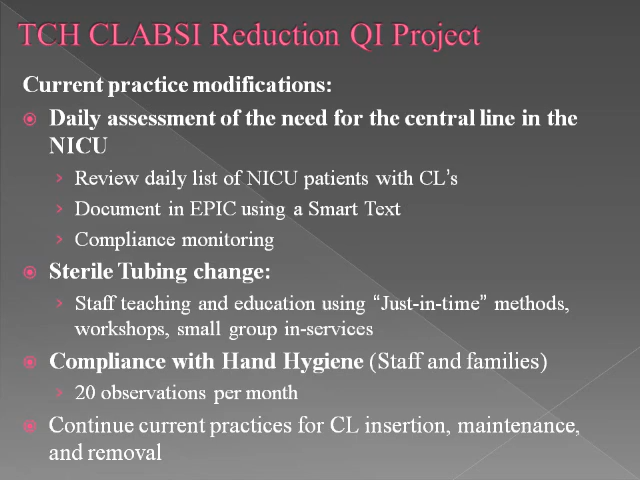 TCH CLABSI Reduction QI Project
Current practice modifications:
Daily assessment of the need for the central line in the
NICU
Review daily list of NICU patients with CL’s
Document in EPIC using a Smart Text
Compliance monitoring
Sterile Tubing change:
Staff teaching and education using “Just-in-time” methods,
workshops, small group in-services
Compliance with Hand Hygiene (Staff and families)
20 observations per month
Continue current practices for CL insertion, maintenance,
and removal